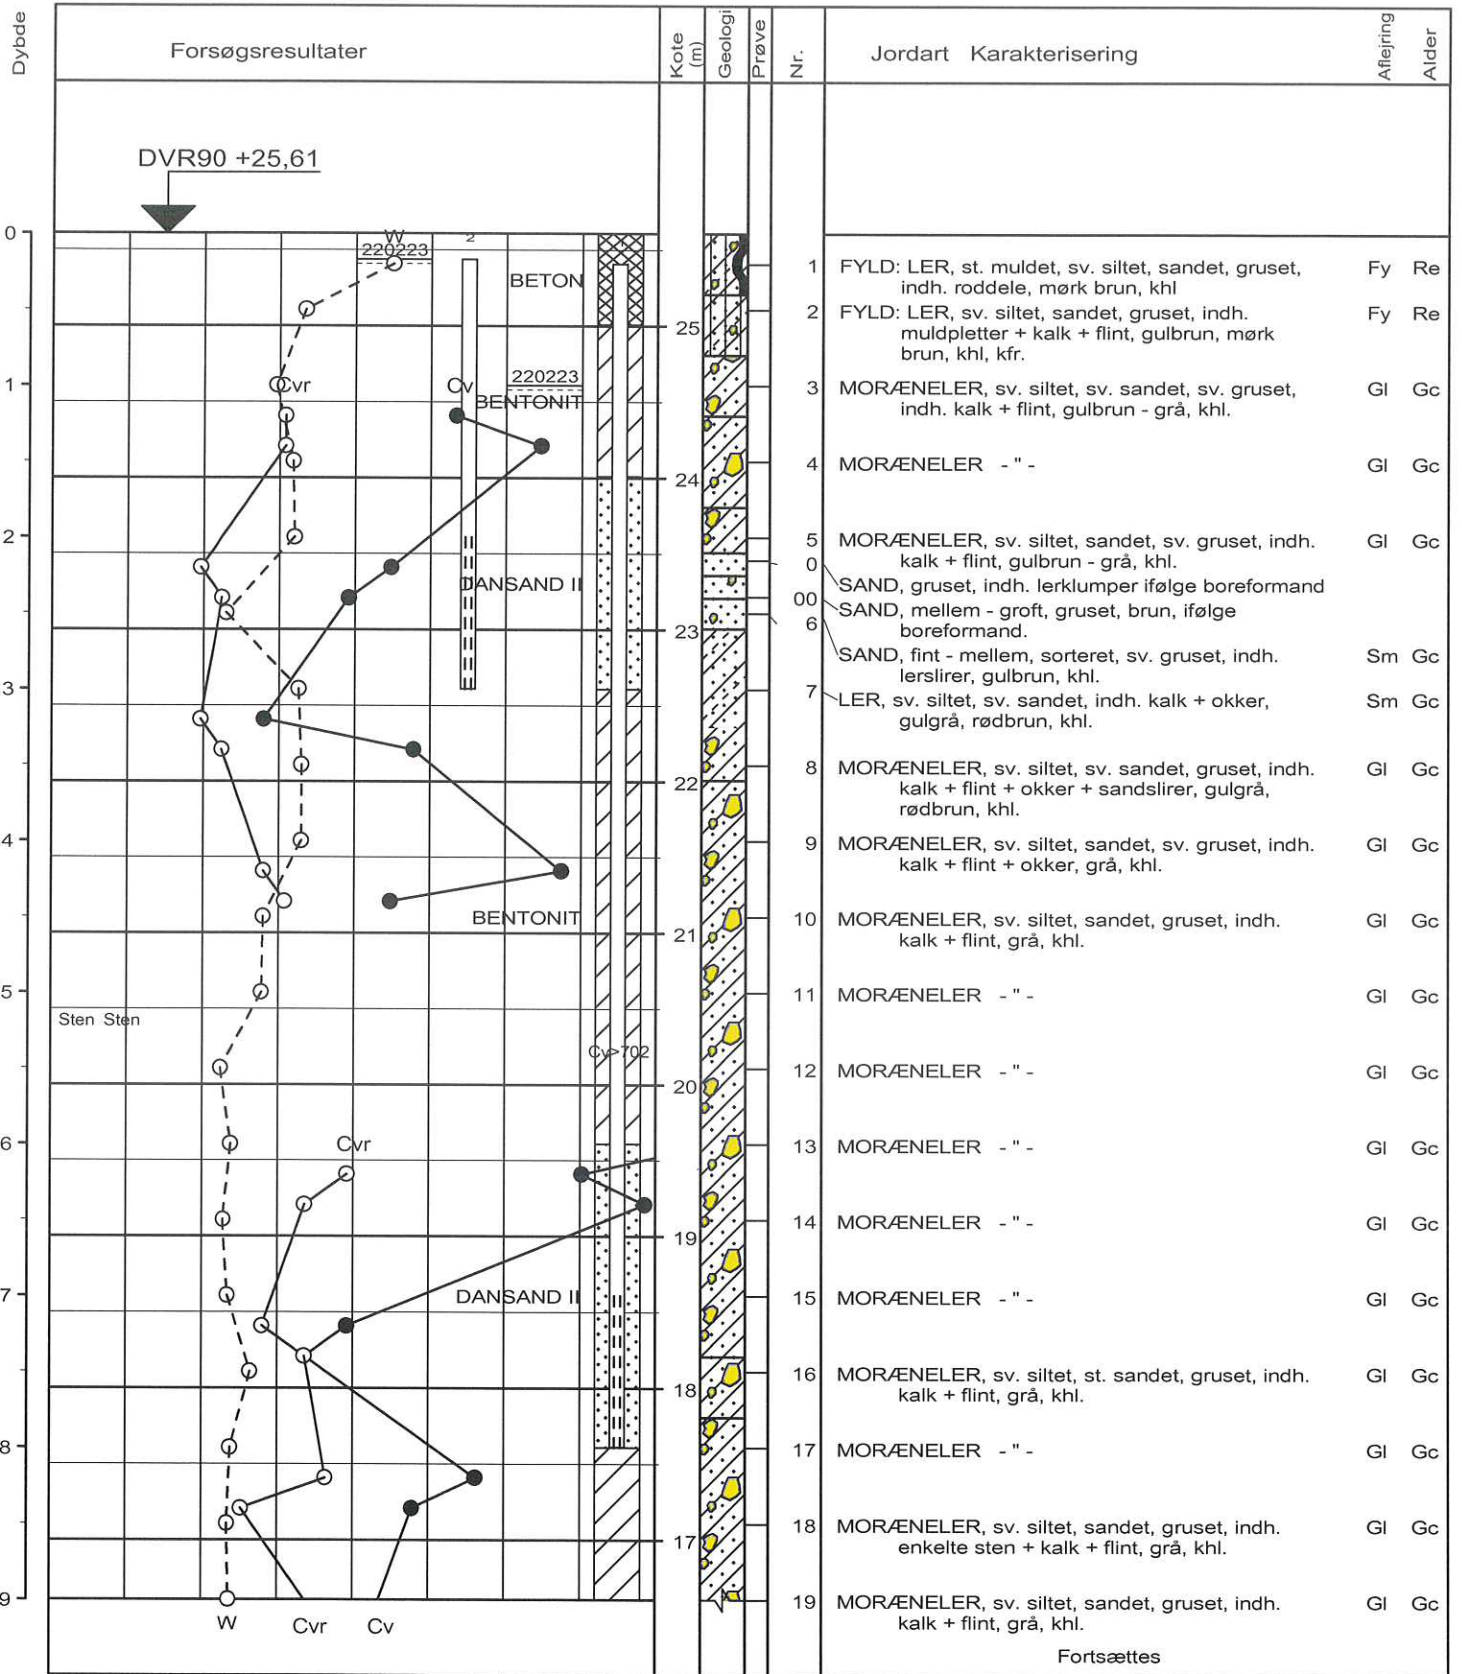 Dybde
Forsøgsresultater
Kote (m)
Geologi
Prøve
Nr.
Jordart Karakterisering
Aflejring
Alder
DVR90 +25,61
0
W
220223
2
BETON
1 FYLD: LER, st. muldet, sv. siltet, sandet, gruset, Fy Re
indh. roddele, mørk brun, khl
2 FYLD: LER, sv. siltet, sandet, gruset, indh. Fy Re
muldpletter + kalk + flint, gulbrun, mørk
brun, khl, kfr.
25
1
Cvr
Cv
220223
BENTONIT
3 MORÆNELER, sv. siltet, sv. sandet, sv. gruset, Gl Gc
indh. kalk + flint, gulbrun - grå, khl.
24
4 MORÆNELER - " - Gl Gc
2
5 MORÆNELER, sv. siltet, sandet, sv. gruset, indh. Gl Gc
kalk + flint, gulbrun - grå, khl.
DANSAND II
0 SAND, gruset, indh. lerklumper ifølge boreformand
00 SAND, mellem - groft, gruset, brun, ifølge
boreformand.
23
6 SAND, fint - mellem, sorteret, sv. gruset, indh. Sm Gc
lerslirer, gulbrun, khl.
3
7 LER, sv. siltet, sv. sandet, indh. kalk + okker, Sm Gc
gulgrå, rødbrun, khl.
22
8 MORÆNELER, sv. siltet, sv. sandet, gruset, indh. Gl Gc
kalk + flint + okker + sandslirer, gulgrå,
rødbrun, khl.
4
9 MORÆNELER, sv. siltet, sandet, sv. gruset, indh. Gl Gc
kalk + flint + okker, grå, khl.
BENTONIT
21
10 MORÆNELER, sv. siltet, sandet, gruset, indh. Gl Gc
kalk + flint, grå, khl.
5
11 MORÆNELER - " - Gl Gc
Sten Sten
Cv>702
20
12 MORÆNELER - " - Gl Gc
6
Cvr
13 MORÆNELER - " - Gl Gc
19
14 MORÆNELER - " - Gl Gc
7
DANSAND II
15 MORÆNELER - " - Gl Gc
18
16 MORÆNELER, sv. siltet, st. sandet, gruset, indh. Gl Gc
kalk + flint, grå, khl.
8
17 MORÆNELER - " - Gl Gc
17
18 MORÆNELER, sv. siltet, sandet, gruset, indh. Gl Gc
enkelte sten + kalk + flint, grå, khl.
9
19 MORÆNELER, sv. siltet, sandet, gruset, indh. Gl Gc
kalk + flint, grå, khl.
W
Cvr
Cv
Fortsættes